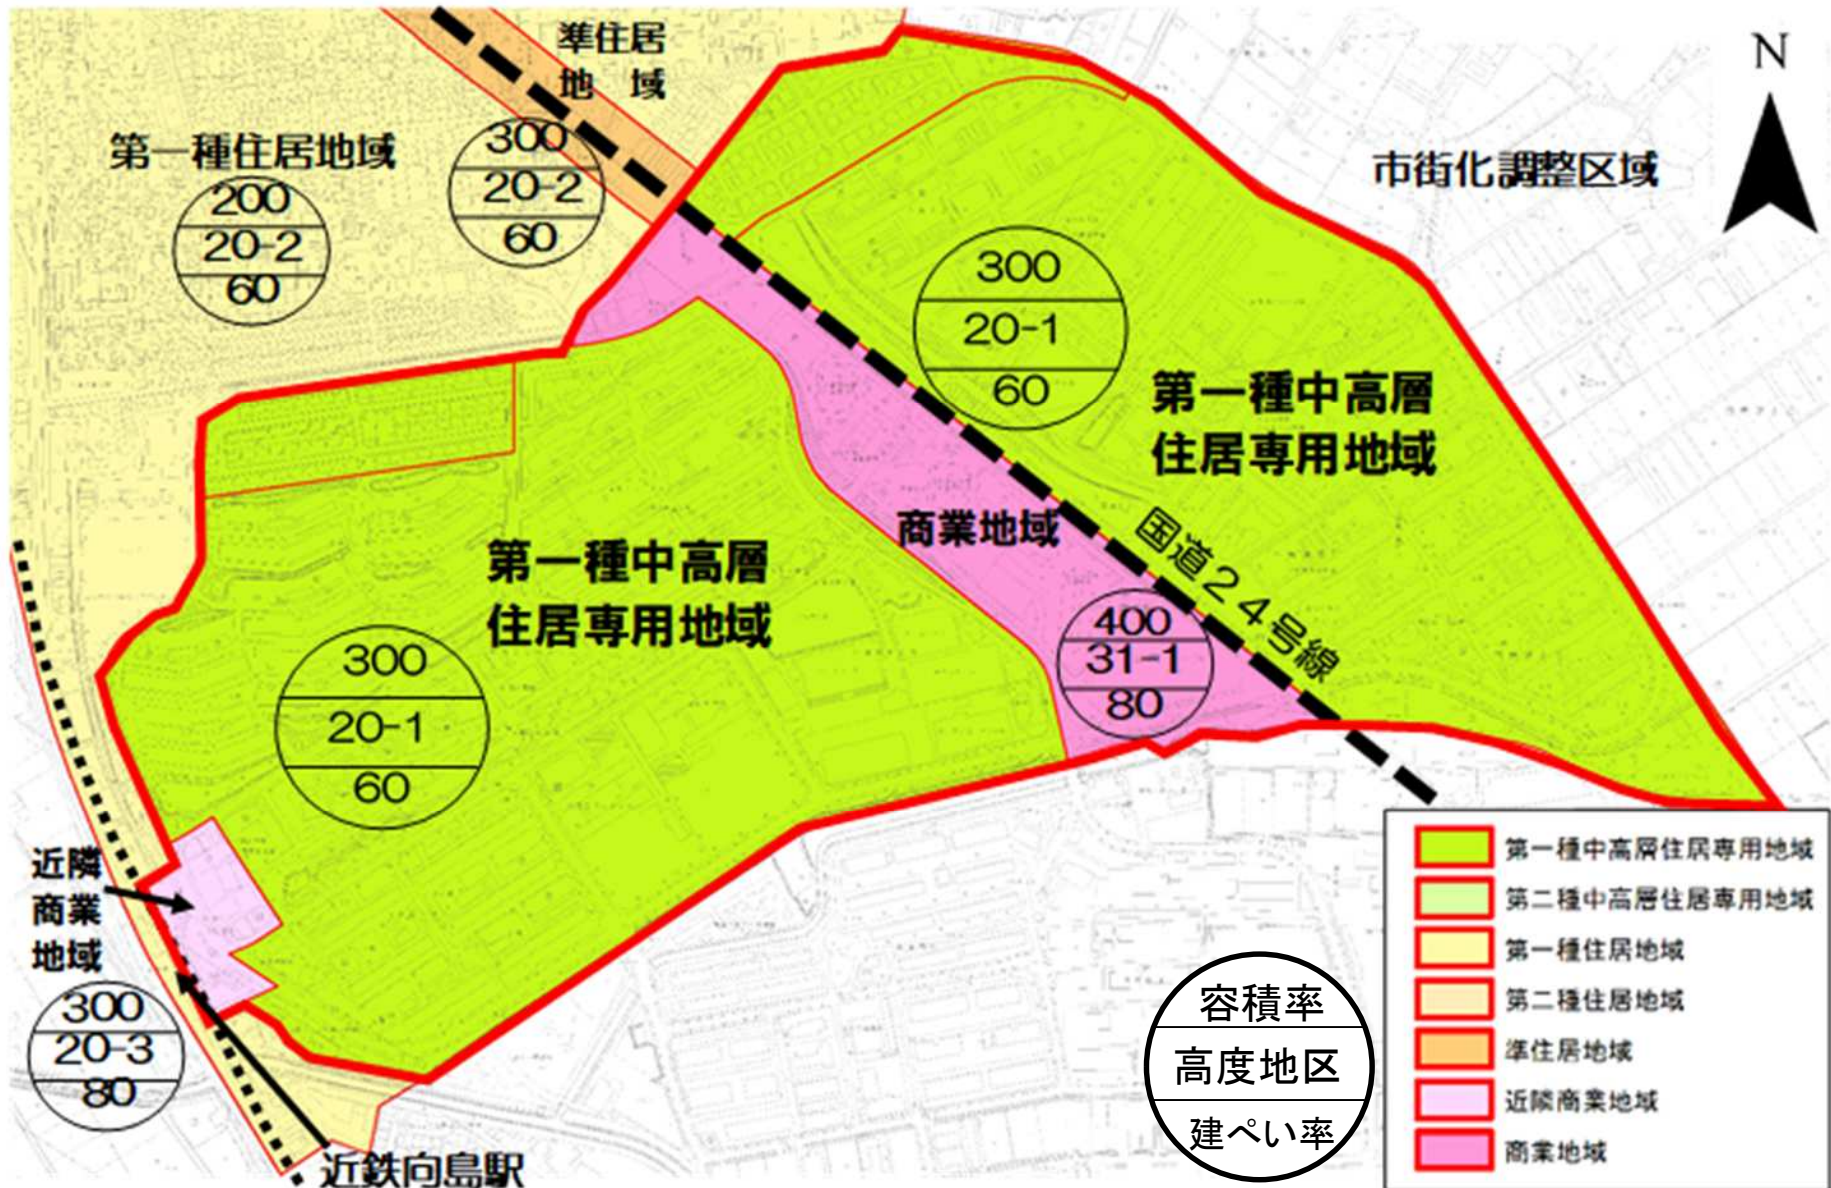 準住居
地　域
N
第一種住居地域
200
20-2
60
300
20-2
60
市街化調整区域
300
20-1
60
第一種中高層
住居専用地域
商業地域
国道24号線
400
31-1
80
第一種中高層
住居専用地域
300
20-1
60
近隣
商業
地域
300
20-3
80
近鉄向島駅
容積率
高度地区
建ぺい率
第一種中高層住居専用地域
第二種中高層住居専用地域
第一種住居地域
第二種住居地域
準住居地域
近隣商業地域
商業地域